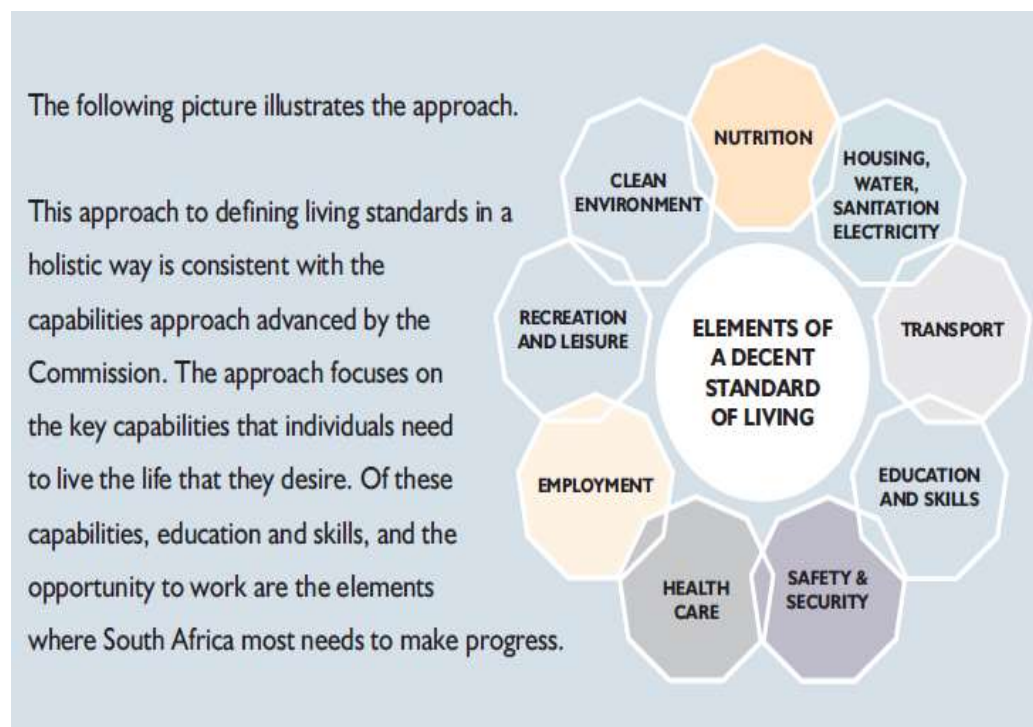 The following picture illustrates the approach.
This approach to defining living standards in a
holistic way is consistent with the
capabilities approach advanced by the
Commission. The approach focuses on
the key capabilities that individuals need
to live the life that they desire. Of these
capabilities, education and skills, and the
opportunity to work are the elements
where South Africa most needs to make progress.
NUTRITION
HOUSING,
WATER,
SANITATION
ELECTRICITY
TRANSPORT
EDUCATION
AND SKILLS
SAFETY &
SECURITY
HEALTH
CARE
EMPLOYMENT
RECREATION
AND LEISURE
CLEAN
ENVIRONMENT
ELEMENTS OF
A DECENT
STANDARD
OF LIVING